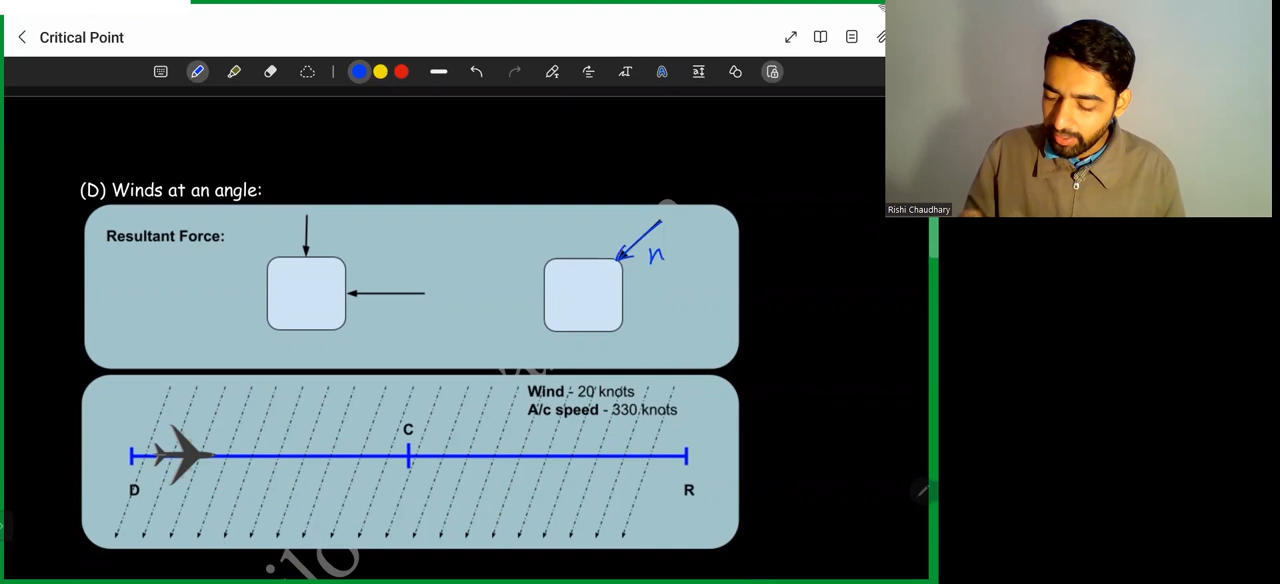 Critical Point
Rishi Chaudhary
(D) Winds at an angle:
Resultant Force:
n
Wind - 20 knots
A/c speed - 330 knots
C
D
R